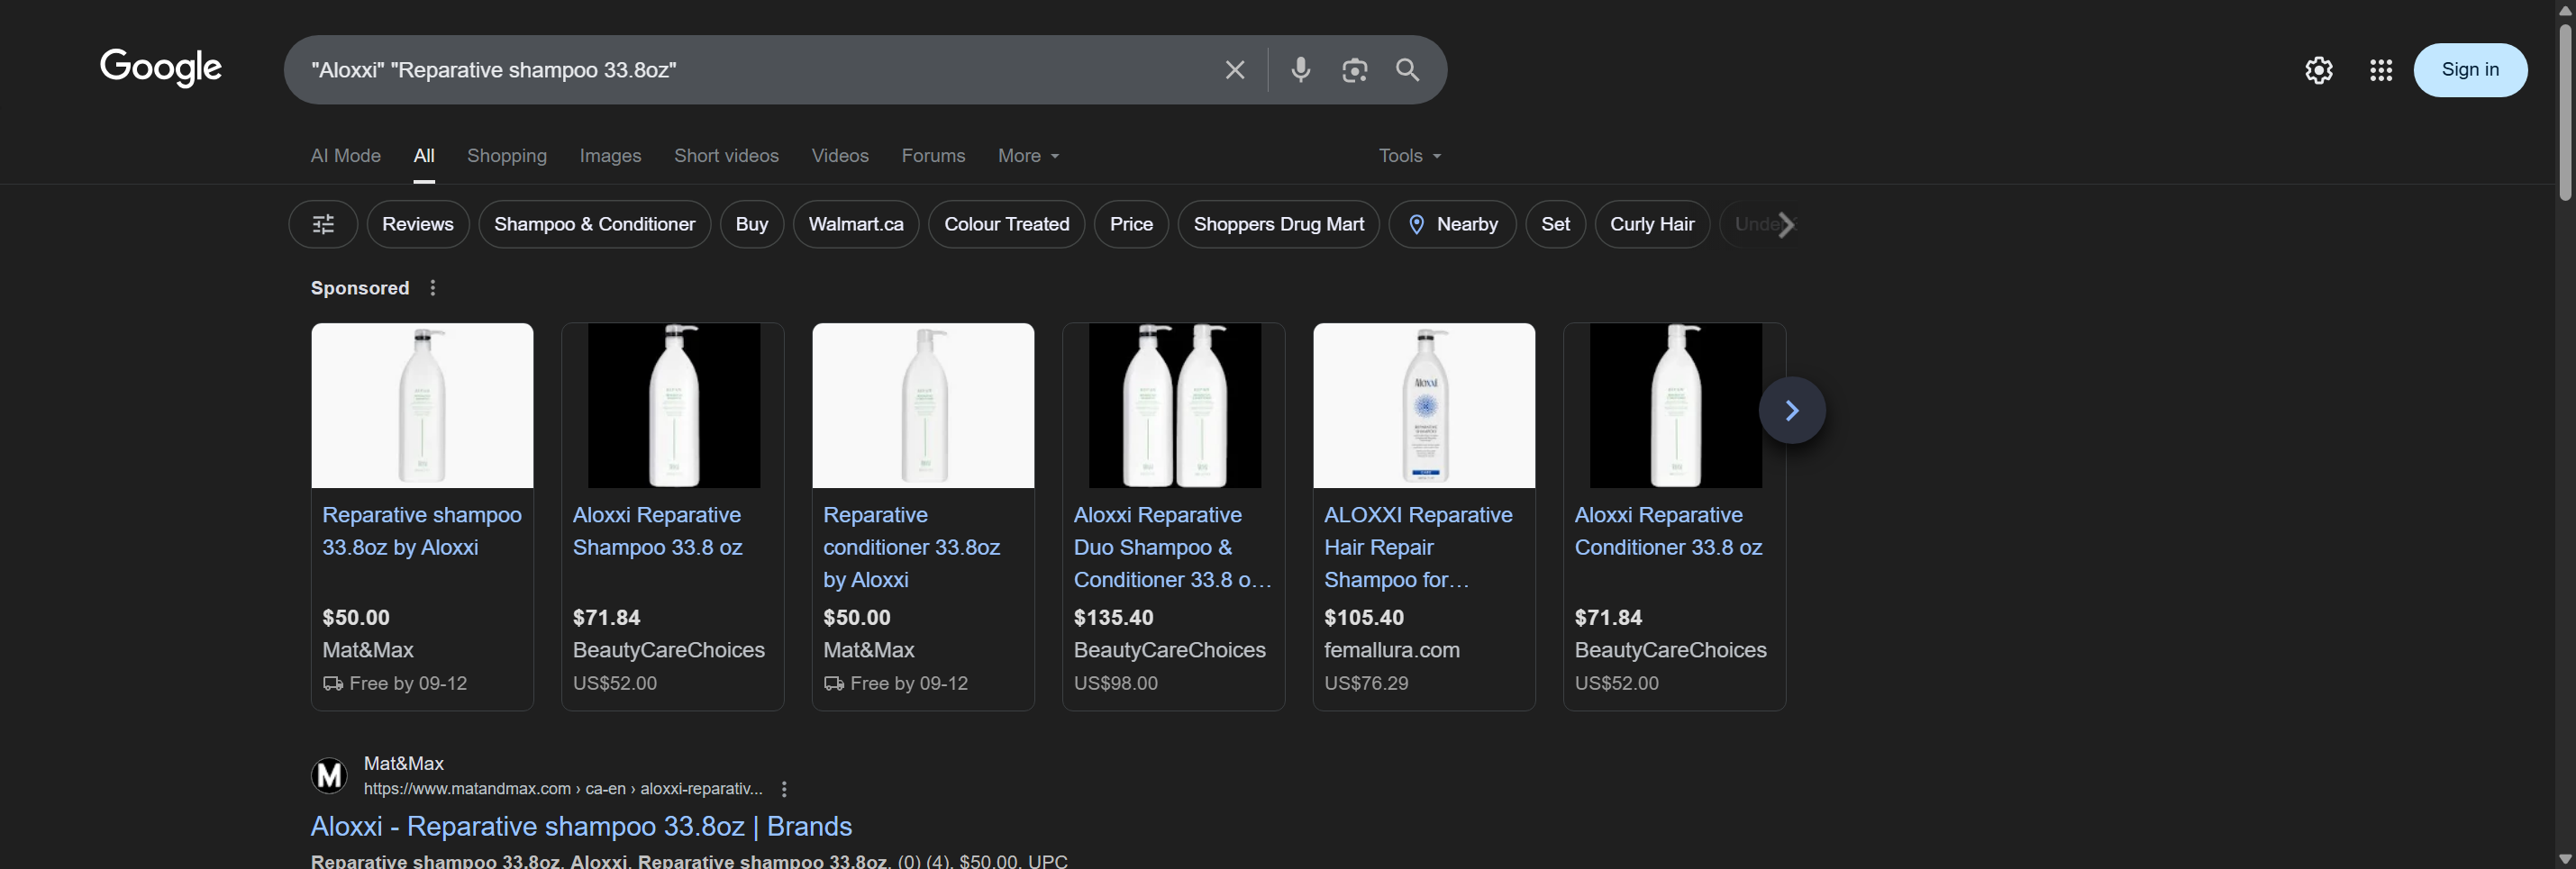 Google
"Aloxxi" "Reparative shampoo 33.8oz"
Sign in
AI Mode
All
Shopping
Images
Short videos
Videos
Forums
More
Tools
Reviews
Shampoo & Conditioner
Buy
Walmart.ca
Colour Treated
Price
Shoppers Drug Mart
Nearby
Set
Curly Hair
Sponsored
Aloxxi
Reparative shampoo
33.8oz by Aloxxi
$50.00
Mat&Max
Free by 09-12
Aloxxi Reparative
Shampoo 33.8 oz
$71.84
BeautyCareChoices
US$52.00
Reparative
conditioner 33.8oz
by Aloxxi
$50.00
Mat&Max
Free by 09-12
Aloxxi Reparative
Duo Shampoo &
Conditioner 33.8 o...
$135.40
BeautyCareChoices
US$98.00
ALOXXI Reparative
Hair Repair
Shampoo for...
$105.40
femallura.com
US$76.29
Aloxxi Reparative
Conditioner 33.8 oz
$71.84
BeautyCareChoices
US$52.00
M
Mat&Max
https://www.matandmax.com › ca-en › aloxxi-reparativ...
Aloxxi - Reparative shampoo 33.8oz | Brands
Reparative shampoo 33.8oz. Aloxxi. Reparative shampoo 33.8oz. (0) (4). $50.00. UPC